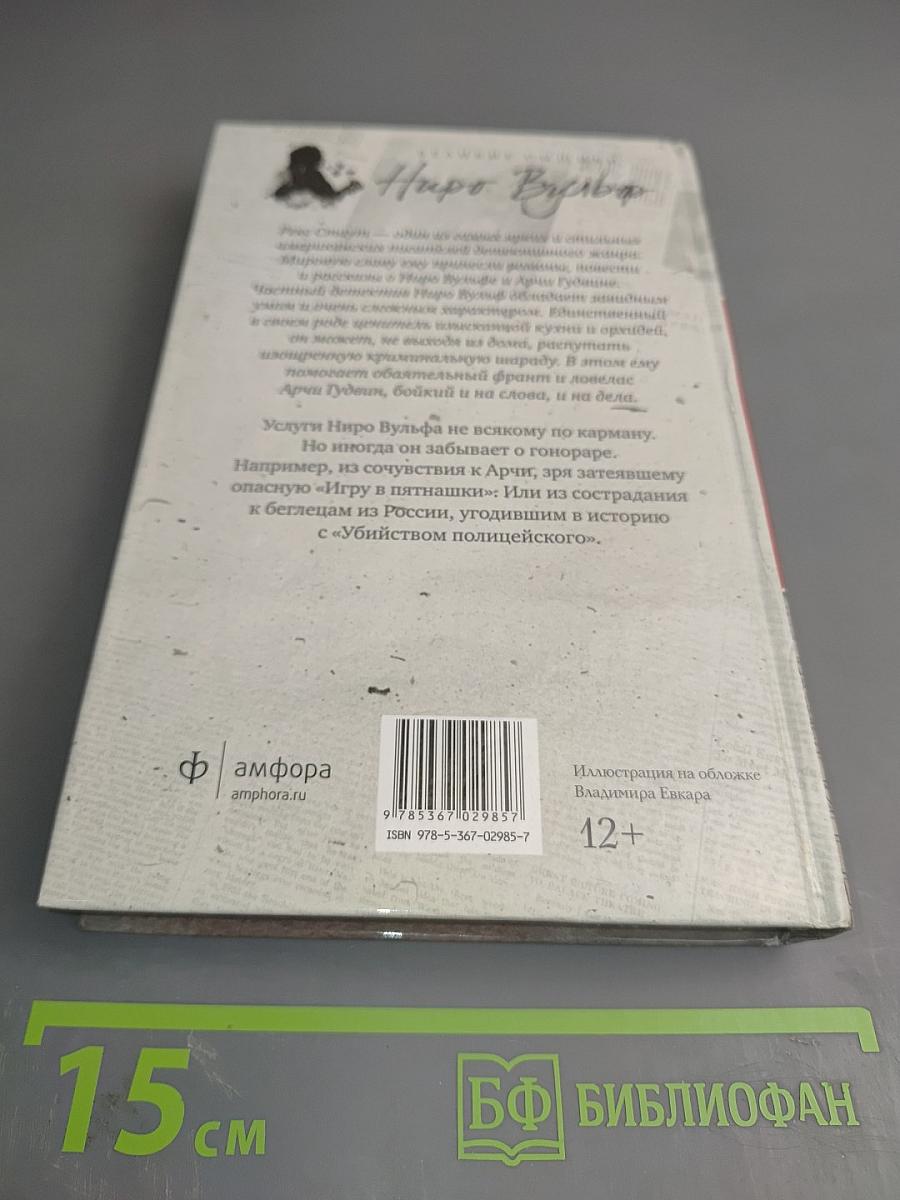 Ниро Вульф
Рекс Стаут — один из самых ярких и стильных
американских писателей детективного жанра.
Мировую славу ему принесли романы, повести
и рассказы о Ниро Вульфе и Арчи Гудвине.
Частный детектив Ниро Вульф обладает завидным
умом и очень сложным характером. Единственный
в своем роде ценитель изысканной кухни и орхидей,
он может, не выходя из дома, распутать
изощренную криминальную шараду. В этом ему
помогает обаятельный франт и ловелас
Арчи Гудвин, бойкий и на слова, и на дела.
Услуги Ниро Вульфа не всякому по карману.
Но иногда он забывает о гонораре.
Например, из сочувствия к Арчи, зря затеявшему
опасную «Игру в пятнашки»: Или из сострадания
к беглецам из России, угодившим в историю
с «Убийством полицейского».
ф амфора
amphora.ru
9 785367 029857
ISBN 978-5-367-02985-7
Иллюстрация на обложке
Владимира Евкара
12+
15 см
БФ БИБЛИОФАН